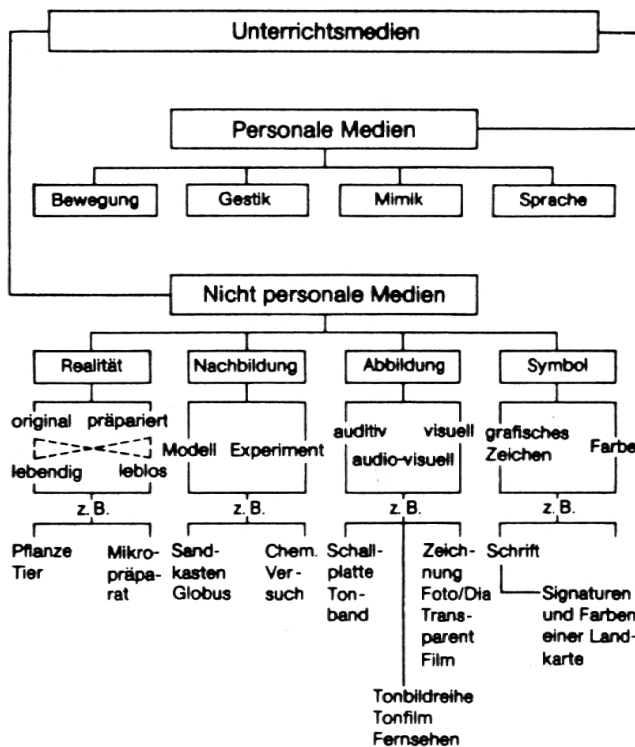 Unterrichtsmedien
Personale Medien
Bewegung
Gestik
Mimik
Sprache
Nicht personale Medien
Realität
Nachbildung
Abbildung
Symbol
original präpariert
lebendig leblos
Modell Experiment
auditiv visuell
audio-visuell
grafisches
Zeichen
Farbe
z. B.
z. B.
z. B.
z. B.
Pflanze
Tier
Mikro-
präpa-
rat
Sand-
kasten
Globus
Chem.
Ver-
such
Schall-
platte
Ton-
band
Zeich-
nung
Foto/Dia
Trans-
parent
Film
Schrift
Signaturen
und Farben
einer Land-
karte
Tonbildreihe
Tonfilm
Fernsehen